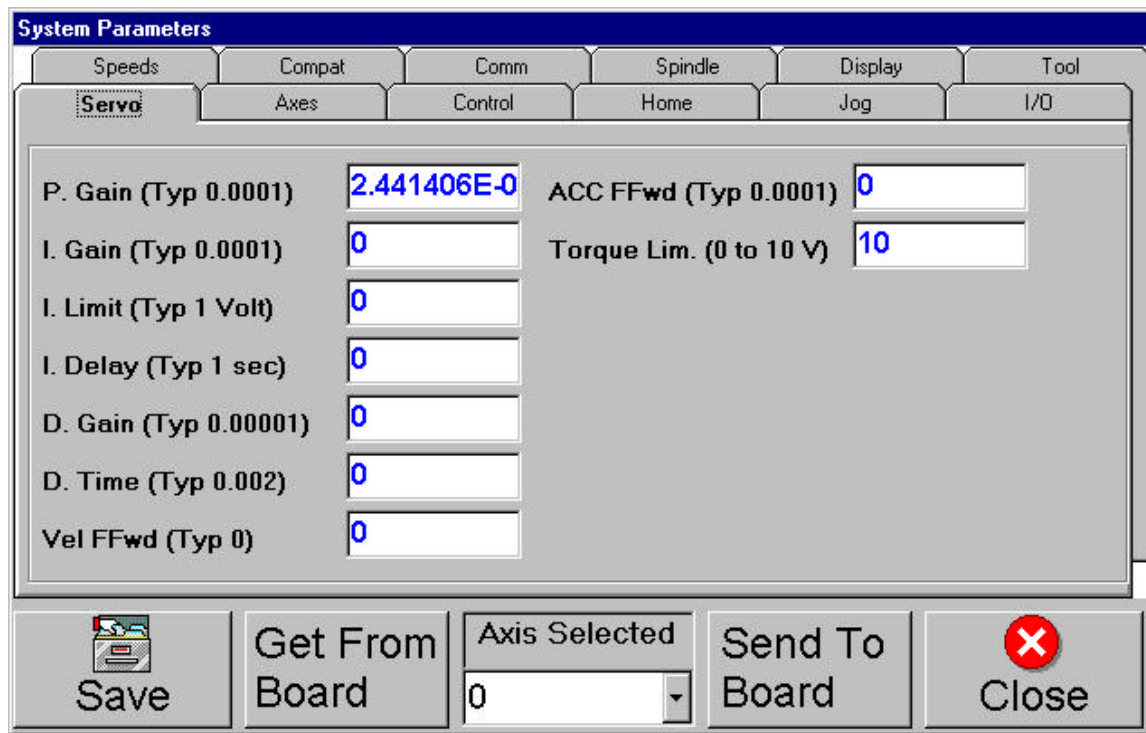 System Parameters
Speeds Compat Comm Spindle Display Tool
Servo Axes Control Home Jog I/O
P. Gain (Typ 0.0001) 2.441406E-0 ACC FFwd (Typ 0.0001) 0
I. Gain (Typ 0.0001) 0 Torque Lim. (0 to 10 V) 10
I. Limit (Typ 1 Volt) 0
I. Delay (Typ 1 sec) 0
D. Gain (Typ 0.00001) 0
D. Time (Typ 0.002) 0
Vel FFwd (Typ 0) 0
Save
Get From
Board
Axis Selected
0
Send To
Board
Close